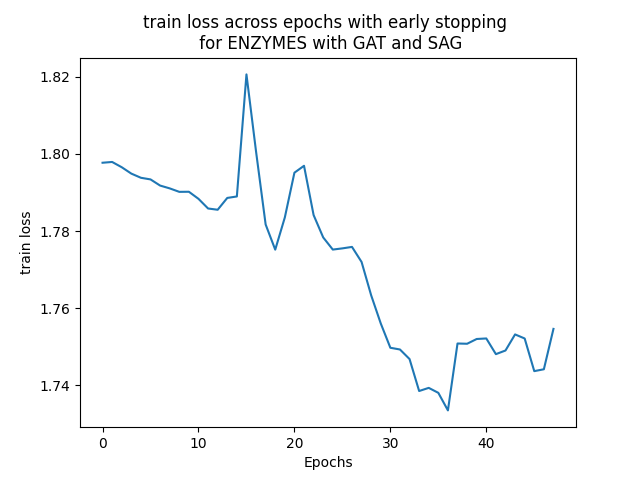 train loss across epochs with early stopping
for ENZYMES with GAT and SAG
1.82
1.80
1.78
1.76
1.74
train loss
0 10 20 30 40
Epochs